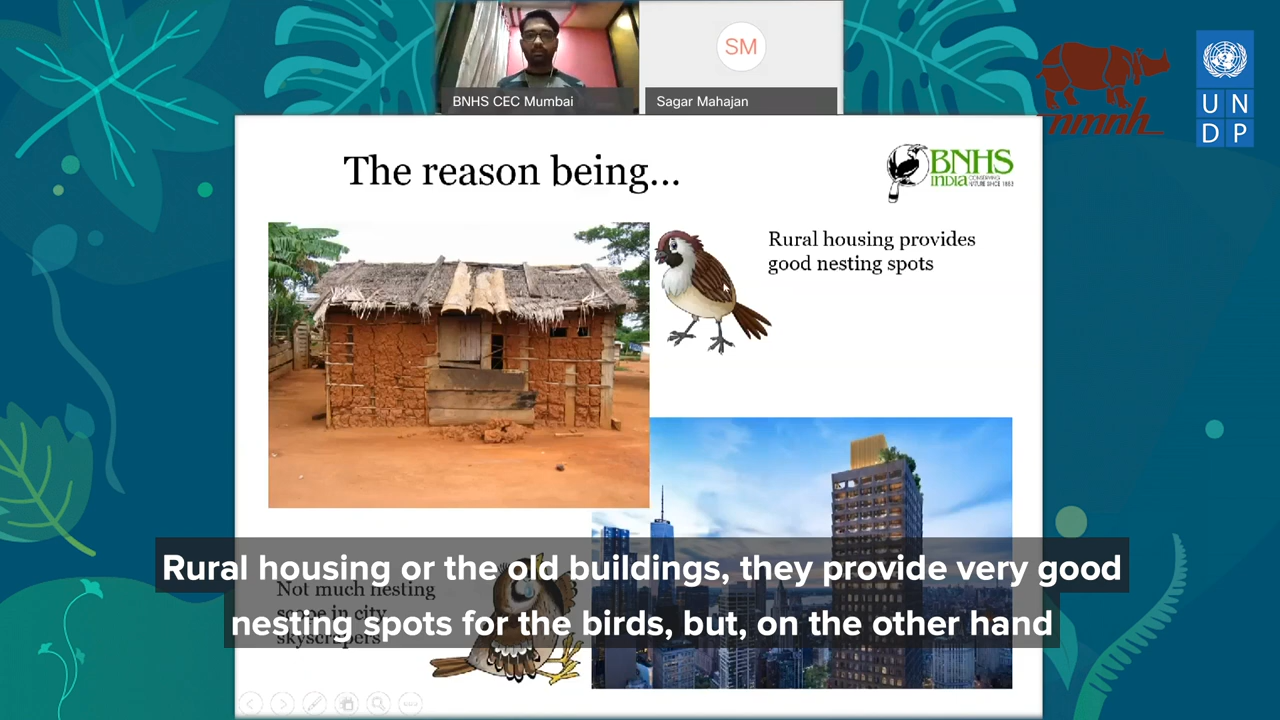 SM
BNHS CEC Mumbai
Sagar Mahajan
nmnh
U N
D P
The reason being...
BNHS
INDIA
CONSERVING
NATURE SINCE 1883
Rural housing provides
good nesting spots
Not much nesting
scope in city
skyscrapers
Rural housing or the old buildings, they provide very good
nesting spots for the birds, but, on the other hand